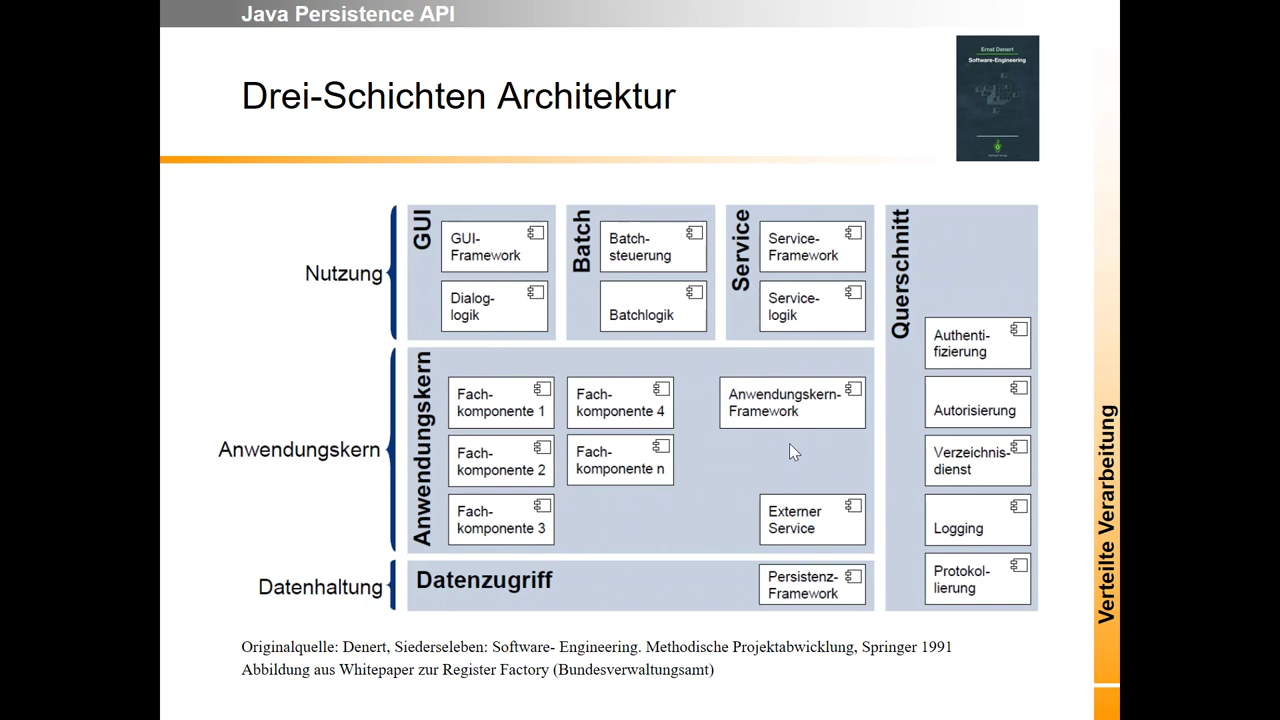 Java Persistence API
Drei-Schichten Architektur
Ernst Denert
Software-Engineering
Nutzung
GUI
GUI-
Framework
Dialog-
logik
Batch
Batch-
steuerung
Batchlogik
Service
Service-
Framework
Service-
logik
Querschnitt
Authenti-
fizierung
Autorisierung
Verzeichnis-
dienst
Logging
Protokol-
lierung
Anwendungskern
Anwendungskern
Fach-
komponente 1
Fach-
komponente 2
Fach-
komponente 3
Fach-
komponente 4
Fach-
komponente n
Anwendungskern-
Framework
Externer
Service
Datenhaltung
Datenzugriff
Persistenz-
Framework
Verteilte Verarbeitung
Originalquelle: Denert, Siedersleben: Software- Engineering. Methodische Projektabwicklung, Springer 1991
Abbildung aus Whitepaper zur Register Factory (Bundesverwaltungsamt)